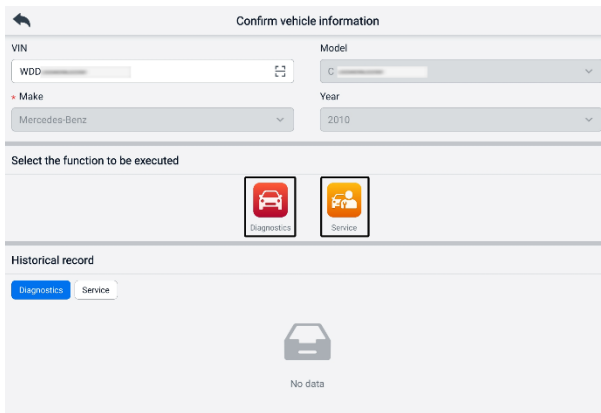 Confirm vehicle information
VIN
Model
WDD
C
* Make
Year
Mercedes-Benz
2010
Select the function to be executed
Diagnostics
Service
Historical record
Diagnostics
Service
No data